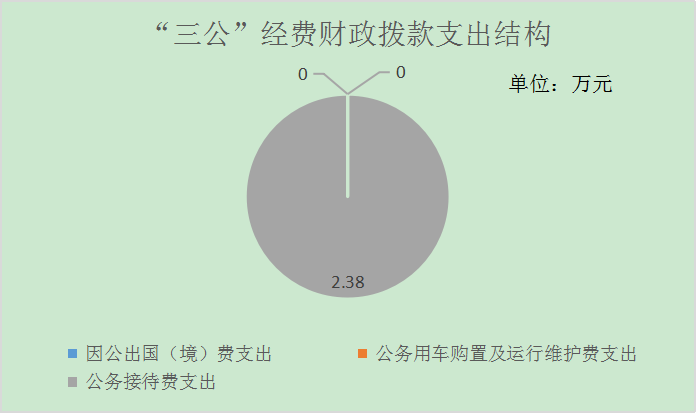 “三公”经费财政拨款支出结构
单位：万元
0
0
2.38
因公出国（境）费支出
公务用车购置及运行维护费支出
公务接待费支出